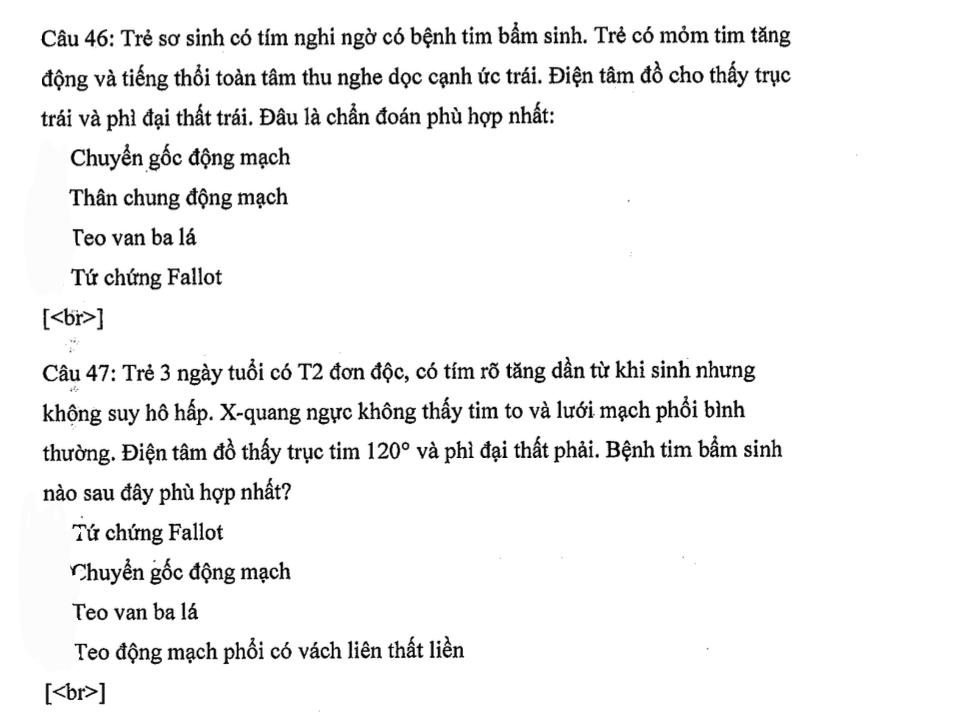 Câu 46: Trẻ sơ sinh có tím nghi ngờ có bệnh tim bẩm sinh. Trẻ có mỏm tim tăng
động và tiếng thổi toàn tâm thu nghe dọc cạnh ức trái. Điện tâm đồ cho thấy trục
trái và phì đại thất trái. Đâu là chẩn đoán phù hợp nhất:
Chuyển gốc động mạch
Thân chung động mạch
Teo van ba lá
Tứ chứng Fallot
[<br>]
Câu 47: Trẻ 3 ngày tuổi có T2 đơn độc, có tím rõ tăng dần từ khi sinh nhưng
không suy hô hấp. X-quang ngực không thấy tim to và lưới mạch phổi bình
thường. Điện tâm đồ thấy trục tim 120° và phì đại thất phải. Bệnh tim bẩm sinh
nào sau đây phù hợp nhất?
Tứ chứng Fallot
Chuyển gốc động mạch
Teo van ba lá
Teo động mạch phổi có vách liên thất liền
[<br>]